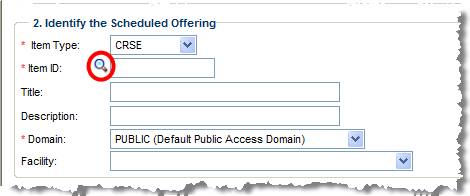 2. Identify the Scheduled Offering
* Item Type: CRSE
* Item ID:
Title:
Description:
* Domain: PUBLIC (Default Public Access Domain)
Facility: